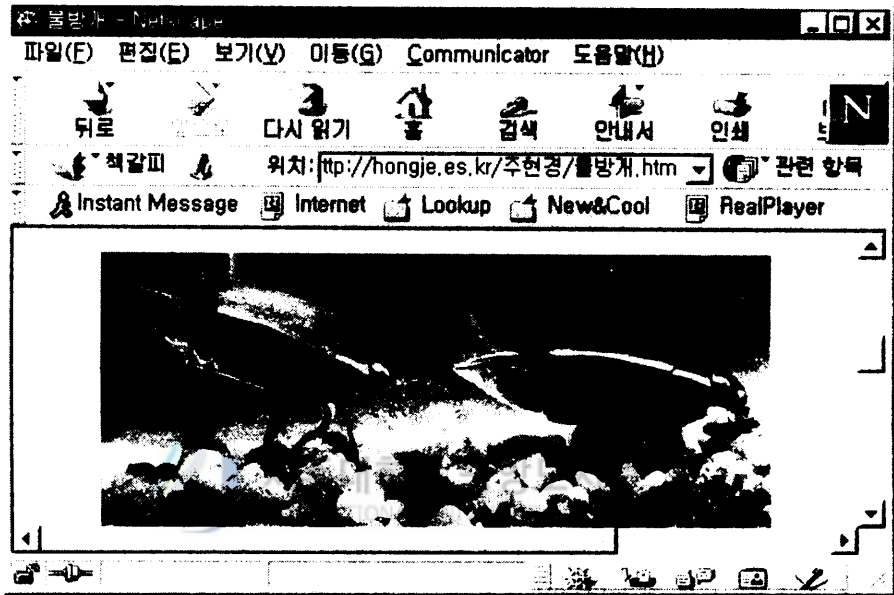 물방개 - Netscape
파일(F) 편집(E) 보기(V) 이동(G) Communicator 도움말(H)
뒤로 다시 읽기 홈 검색 안내서 인쇄
N
책갈피 위치: ttp://hongje.es.kr/주현경/물방개.htm 관련 항목
Instant Message Internet Lookup New&Cool RealPlayer